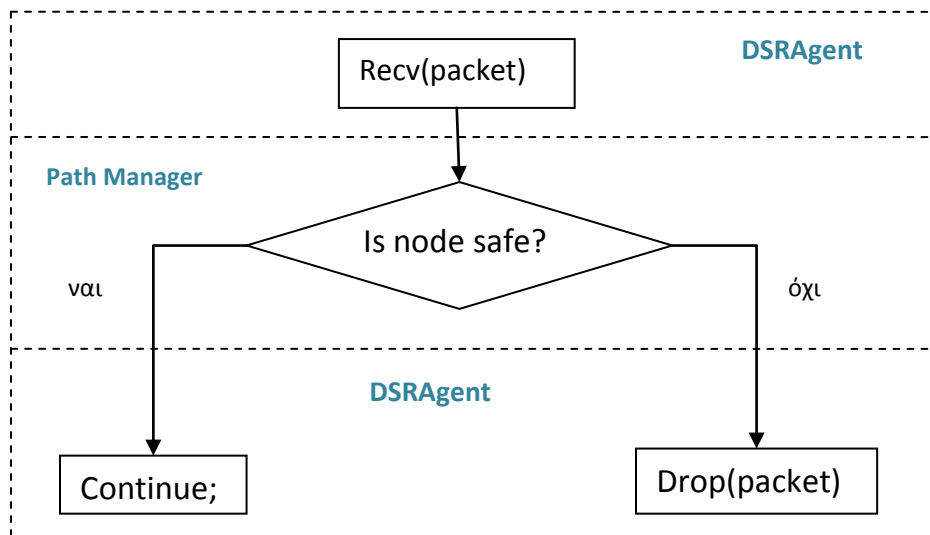 DSRAgent
Recv(packet)
Path Manager
Is node safe?
ναι
όχι
DSRAgent
Continue;
Drop(packet)